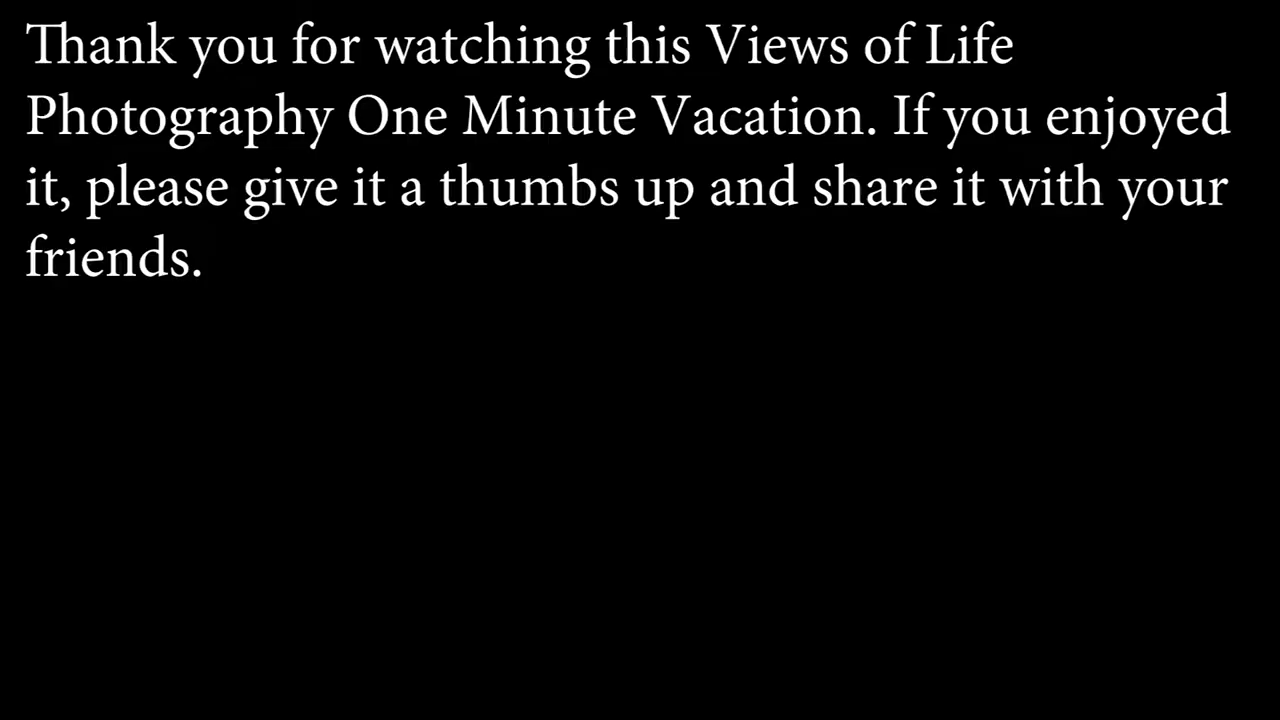 Thank you for watching this Views of Life
Photography One Minute Vacation. If you enjoyed
it, please give it a thumbs up and share it with your
friends.